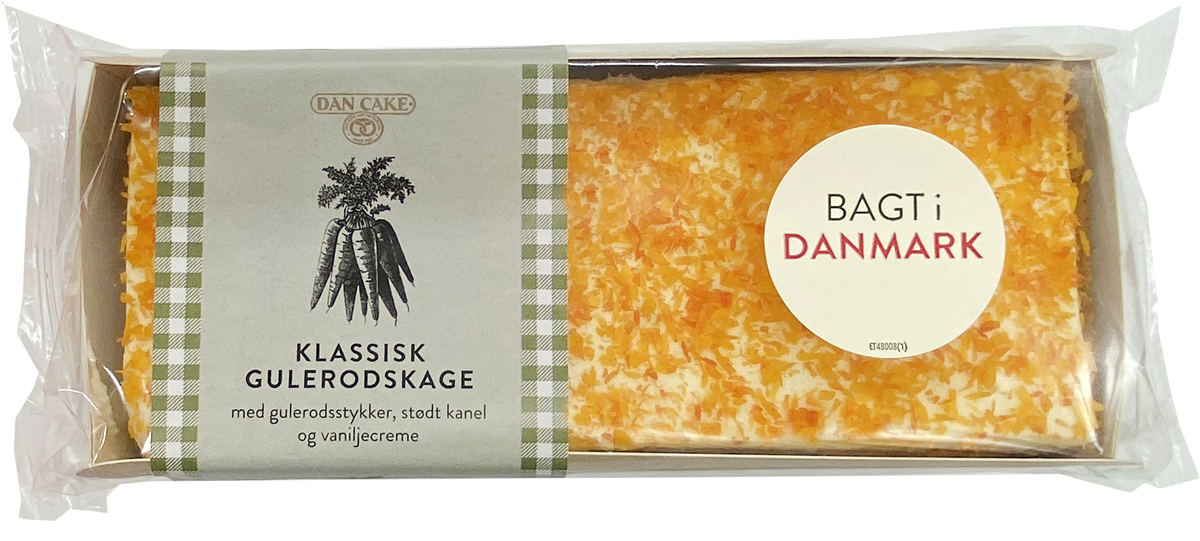 DAN CAKE
KLASSISK
GULERODSKAGE
med gulerodsstykker, stødt kanel
og vaniljecreme
BAGT i
DANMARK
ET48008(1)